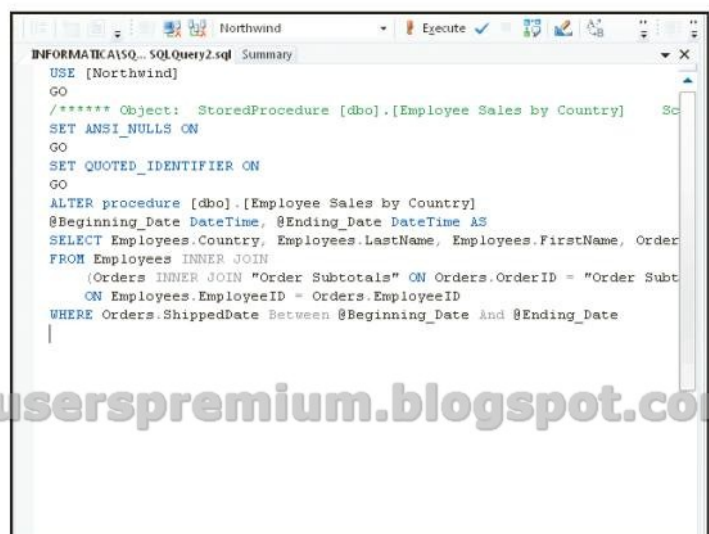 Northwind Execute
INFORMATICA\SQ... SQLQuery2.sql Summary
USE [Northwind]
GO
/****** Object: StoredProcedure [dbo].[Employee Sales by Country] Sc
SET ANSI_NULLS ON
GO
SET QUOTED_IDENTIFIER ON
GO
ALTER procedure [dbo].[Employee Sales by Country]
@Beginning_Date DateTime, @Ending_Date DateTime AS
SELECT Employees.Country, Employees.LastName, Employees.FirstName, Order
FROM Employees INNER JOIN
(Orders INNER JOIN "Order Subtotals" ON Orders.OrderID = "Order Subt
ON Employees.EmployeeID = Orders.EmployeeID
WHERE Orders.ShippedDate Between @Beginning_Date And @Ending_Date
userspremium.blogspot.co